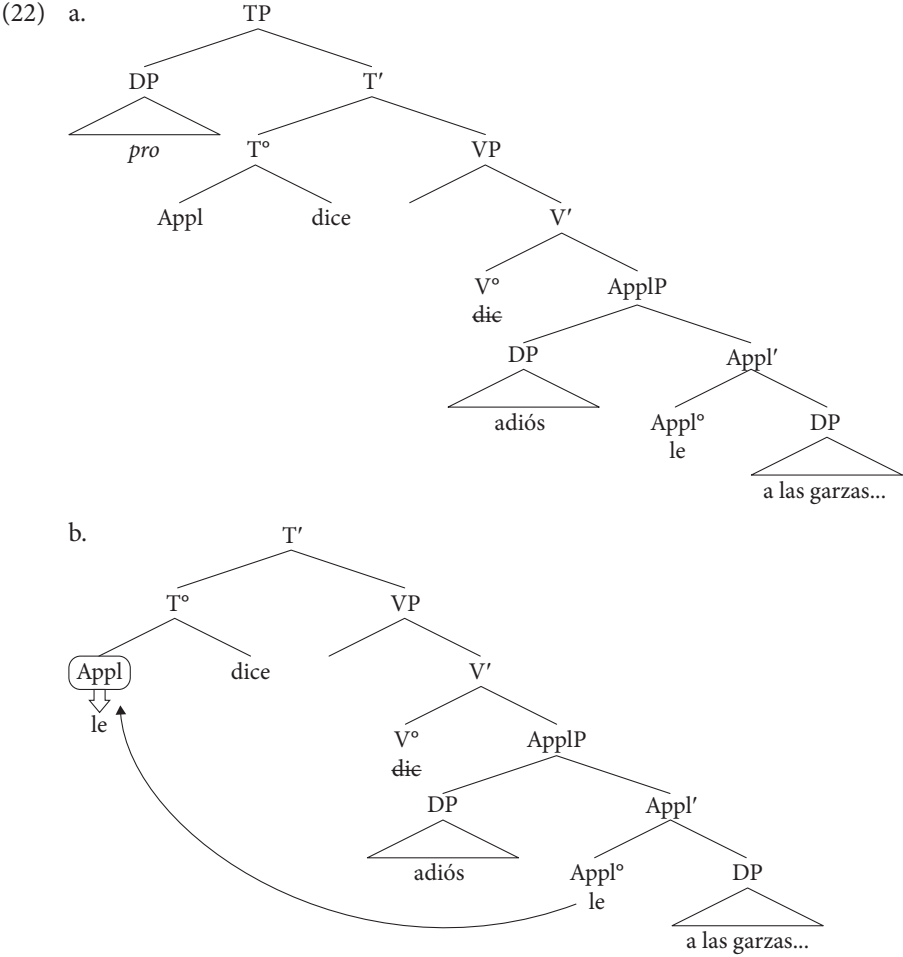 (22) a. TP
DP T′
pro T° VP
Appl dice V′
V° ApplP
dic
DP Appl′
adiós Appl° DP
le
a las garzas...
b. T′
T° VP
Appl dice V′
le V° ApplP
dic
DP Appl′
adiós Appl° DP
le
a las garzas...